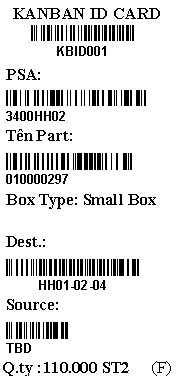 KANBAN ID CARD
KBID001
PSA:
3400HH02
Tên Part:
010000297
Box Type: Small Box
Dest.:
HH01-02-04
Source:
TBD
Q.ty :110.000 ST2 (F)